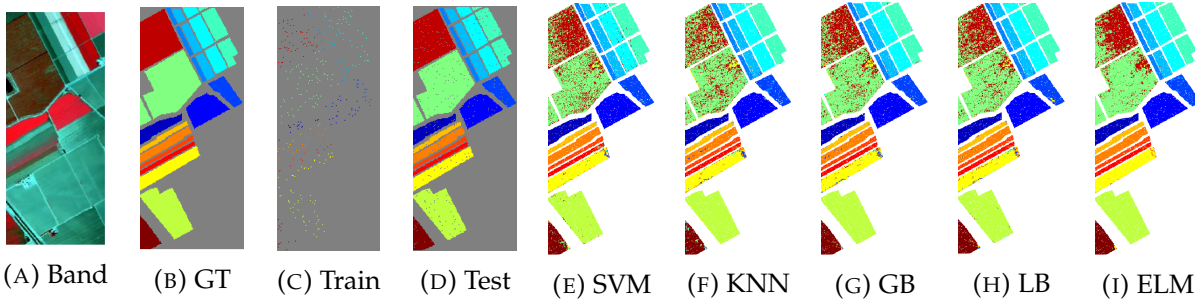 (A) Band
(B) GT
(C) Train
(D) Test
(E) SVM
(F) KNN
(G) GB
(H) LB
(I) ELM